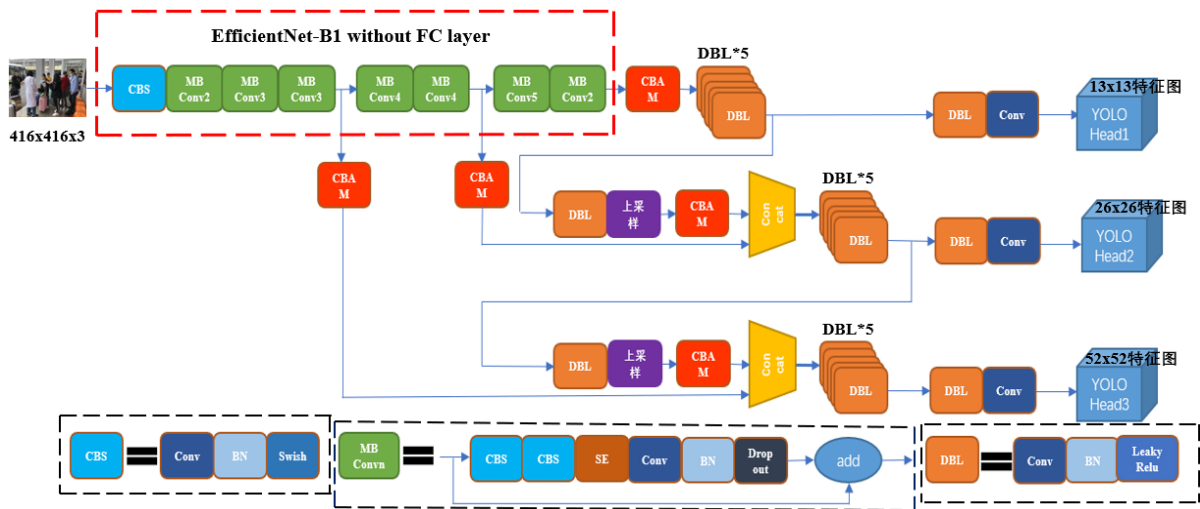 EfficientNet-B1 without FC layer
416x416x3
CBS
MB
Conv2
MB
Conv3
MB
Conv3
MB
Conv4
MB
Conv4
MB
Conv5
MB
Conv2
CBA
M
DBL*5
DBL
DBL
Conv
13x13特征图
YOLO
Head1
CBA
M
CBA
M
DBL
上采
样
CBA
M
Con
cat
DBL*5
DBL
DBL
Conv
26x26特征图
YOLO
Head2
DBL
上采
样
CBA
M
Con
cat
DBL*5
DBL
DBL
Conv
52x52特征图
YOLO
Head3
CBS
Conv
BN
Swish
MB
Convn
CBS
CBS
SE
Conv
BN
Drop
out
add
DBL
Conv
BN
Leaky
Relu